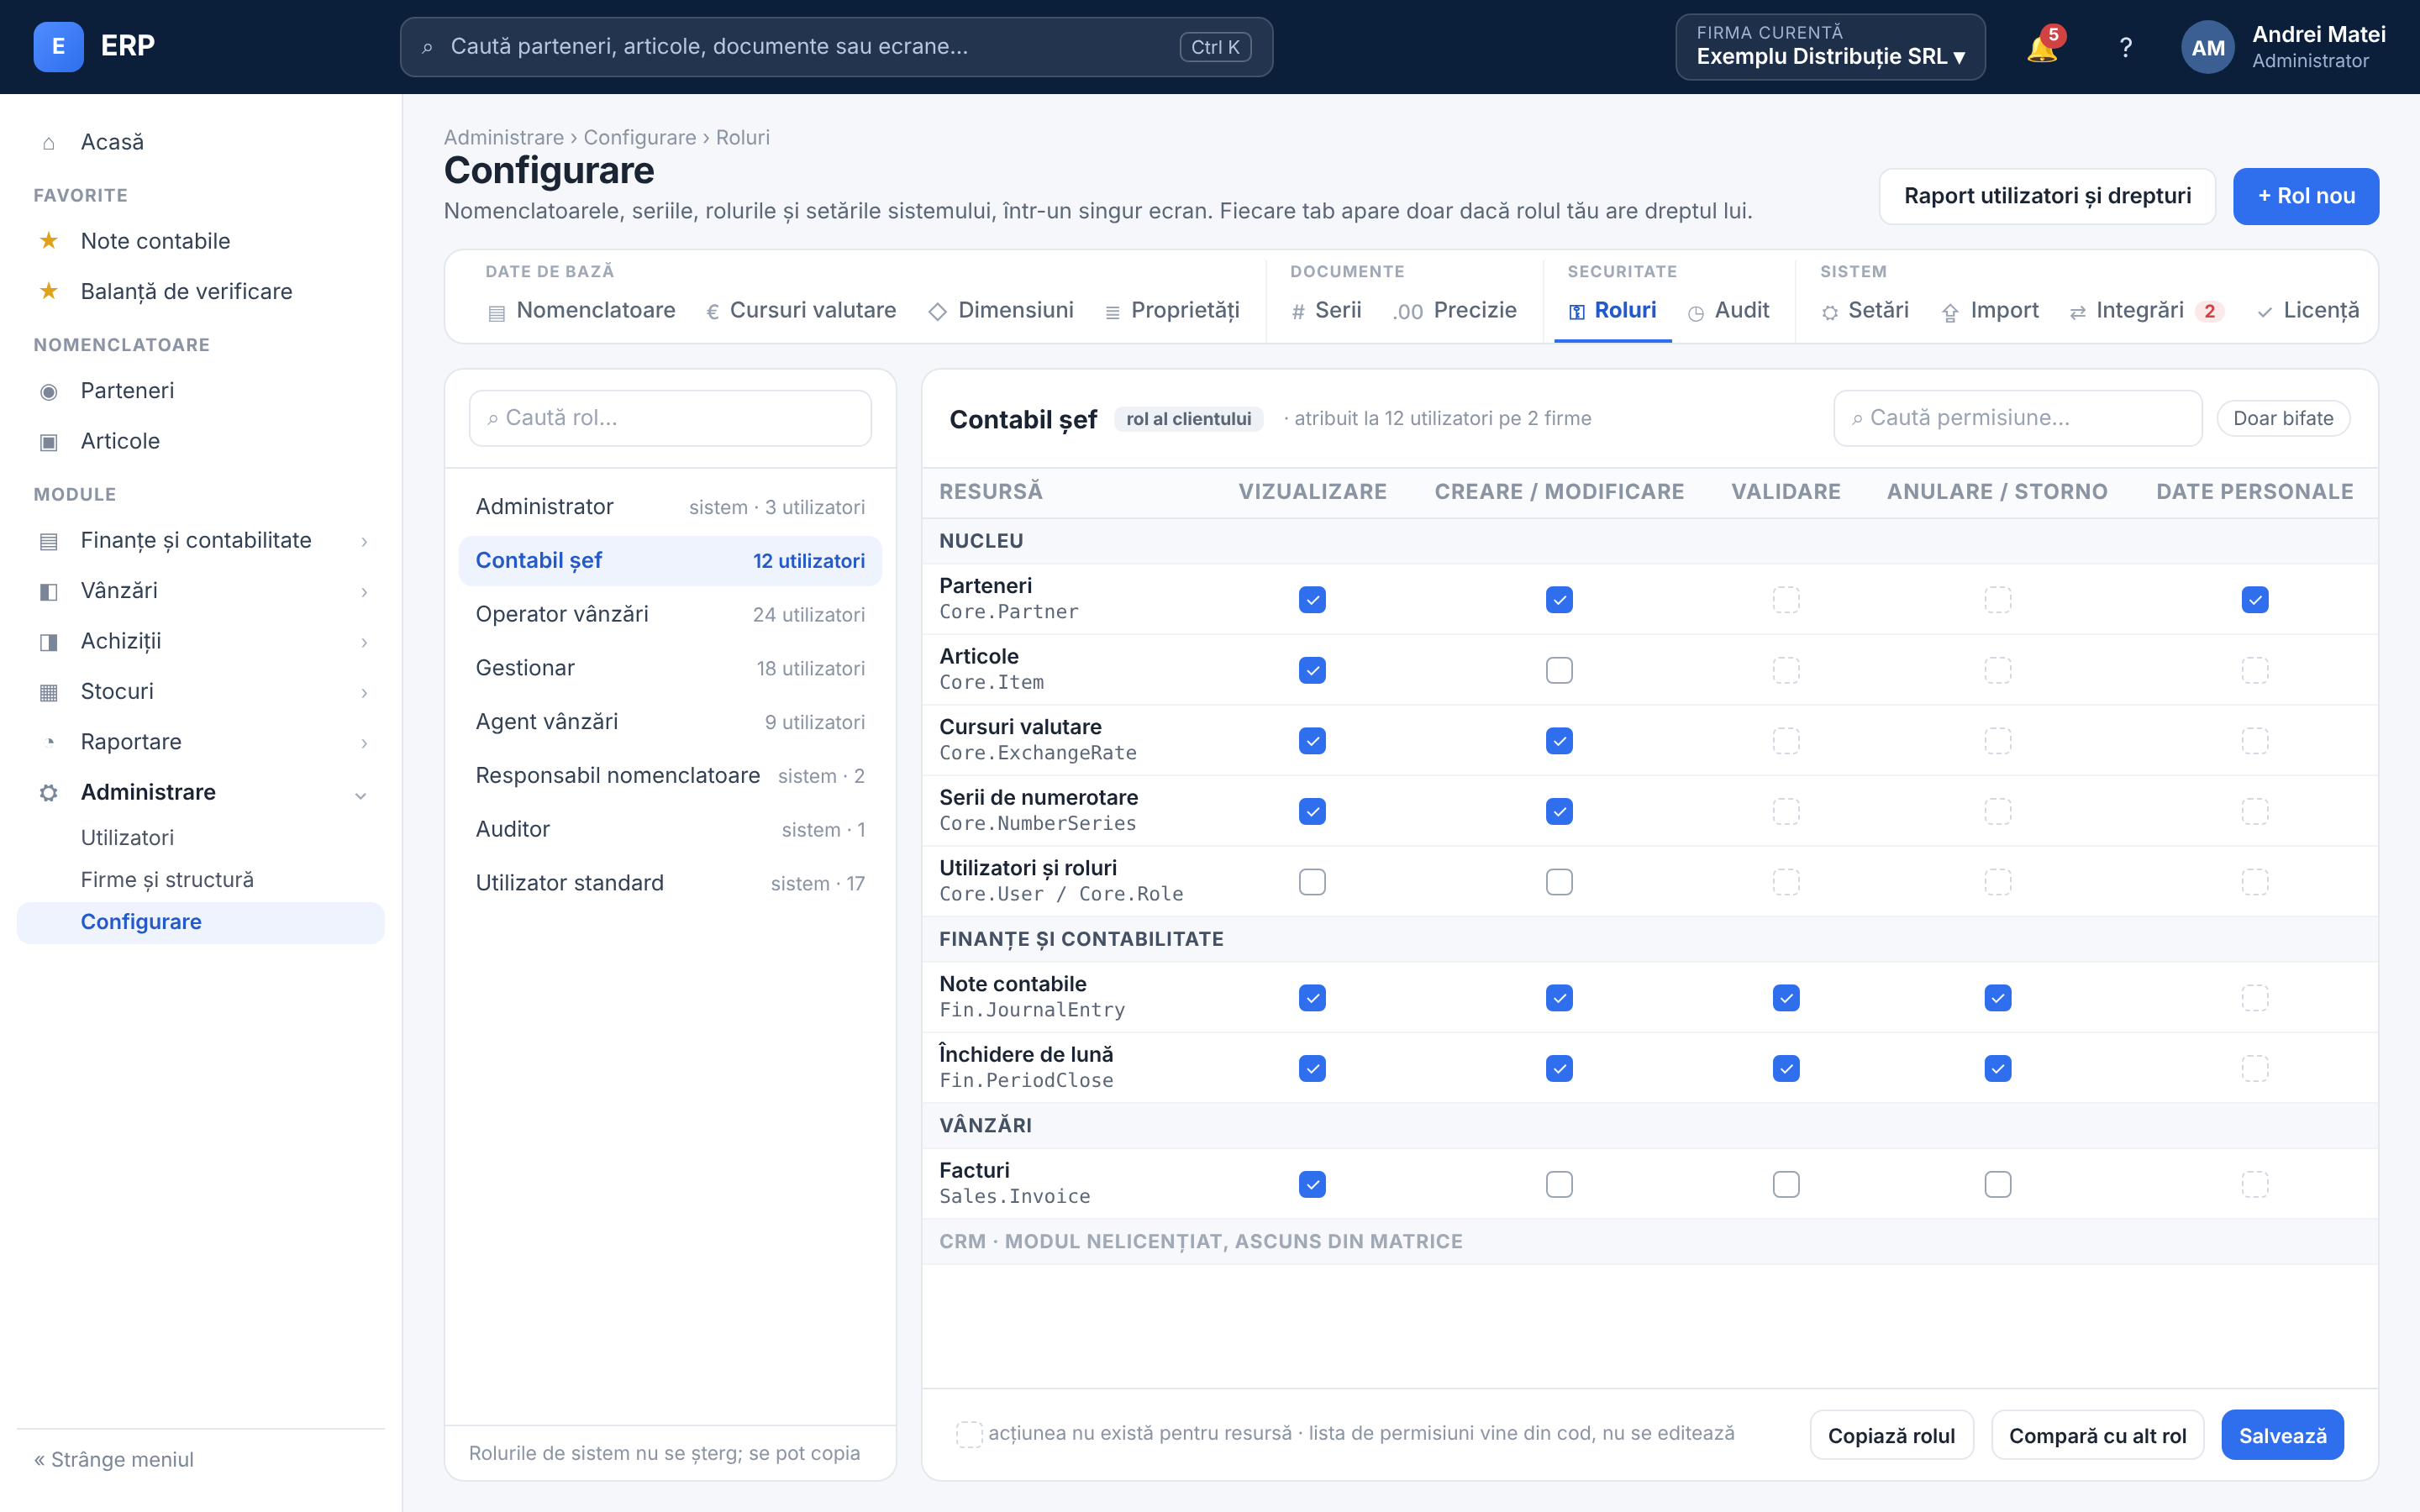 E ERP
Caută parteneri, articole, documente sau ecrane... Ctrl K
FIRMA CURENTĂ
Exemplu Distribuție SRL ▾
5
?
AM
Andrei Matei
Administrator
Acasă
FAVORITE
Note contabile
Balanță de verificare
NOMENCLATOARE
Parteneri
Articole
MODULE
Finanțe și contabilitate
Vânzări
Achiziții
Stocuri
Raportare
Administrare
Utilizatori
Firme și structură
Configurare
« Strânge meniul
Administrare › Configurare › Roluri
Configurare
Nomenclatoarele, seriile, rolurile și setările sistemului, într-un singur ecran. Fiecare tab apare doar dacă rolul tău are dreptul lui.
Raport utilizatori și drepturi
+ Rol nou
DATE DE BAZĂ
Nomenclatoare € Cursuri valutare Dimensiuni Proprietăți
DOCUMENTE
# Serii .00 Precizie
SECURITATE
Roluri Audit
SISTEM
Setări Import Integrări 2 Licență
Caută rol...
Administrator sistem · 3 utilizatori
Contabil șef 12 utilizatori
Operator vânzări 24 utilizatori
Gestionar 18 utilizatori
Agent vânzări 9 utilizatori
Responsabil nomenclatoare sistem · 2
Auditor sistem · 1
Utilizator standard sistem · 17
Rolurile de sistem nu se șterg; se pot copia
Contabil șef rol al clientului · atribuit la 12 utilizatori pe 2 firme
Caută permisiune...
Doar bifate
RESURSĂ VIZUALIZARE CREARE / MODIFICARE VALIDARE ANULARE / STORNO DATE PERSONALE
NUCLEU
Parteneri
Core.Partner
Articole
Core.Item
Cursuri valutare
Core.ExchangeRate
Serii de numerotare
Core.NumberSeries
Utilizatori și roluri
Core.User / Core.Role
FINANȚE ȘI CONTABILITATE
Note contabile
Fin.JournalEntry
Închidere de lună
Fin.PeriodClose
VÂNZĂRI
Facturi
Sales.Invoice
CRM · MODUL NELICENȚIAT, ASCUNS DIN MATRICE
acțiunea nu există pentru resursă · lista de permisiuni vine din cod, nu se editează
Copiază rolul
Compară cu alt rol
Salvează